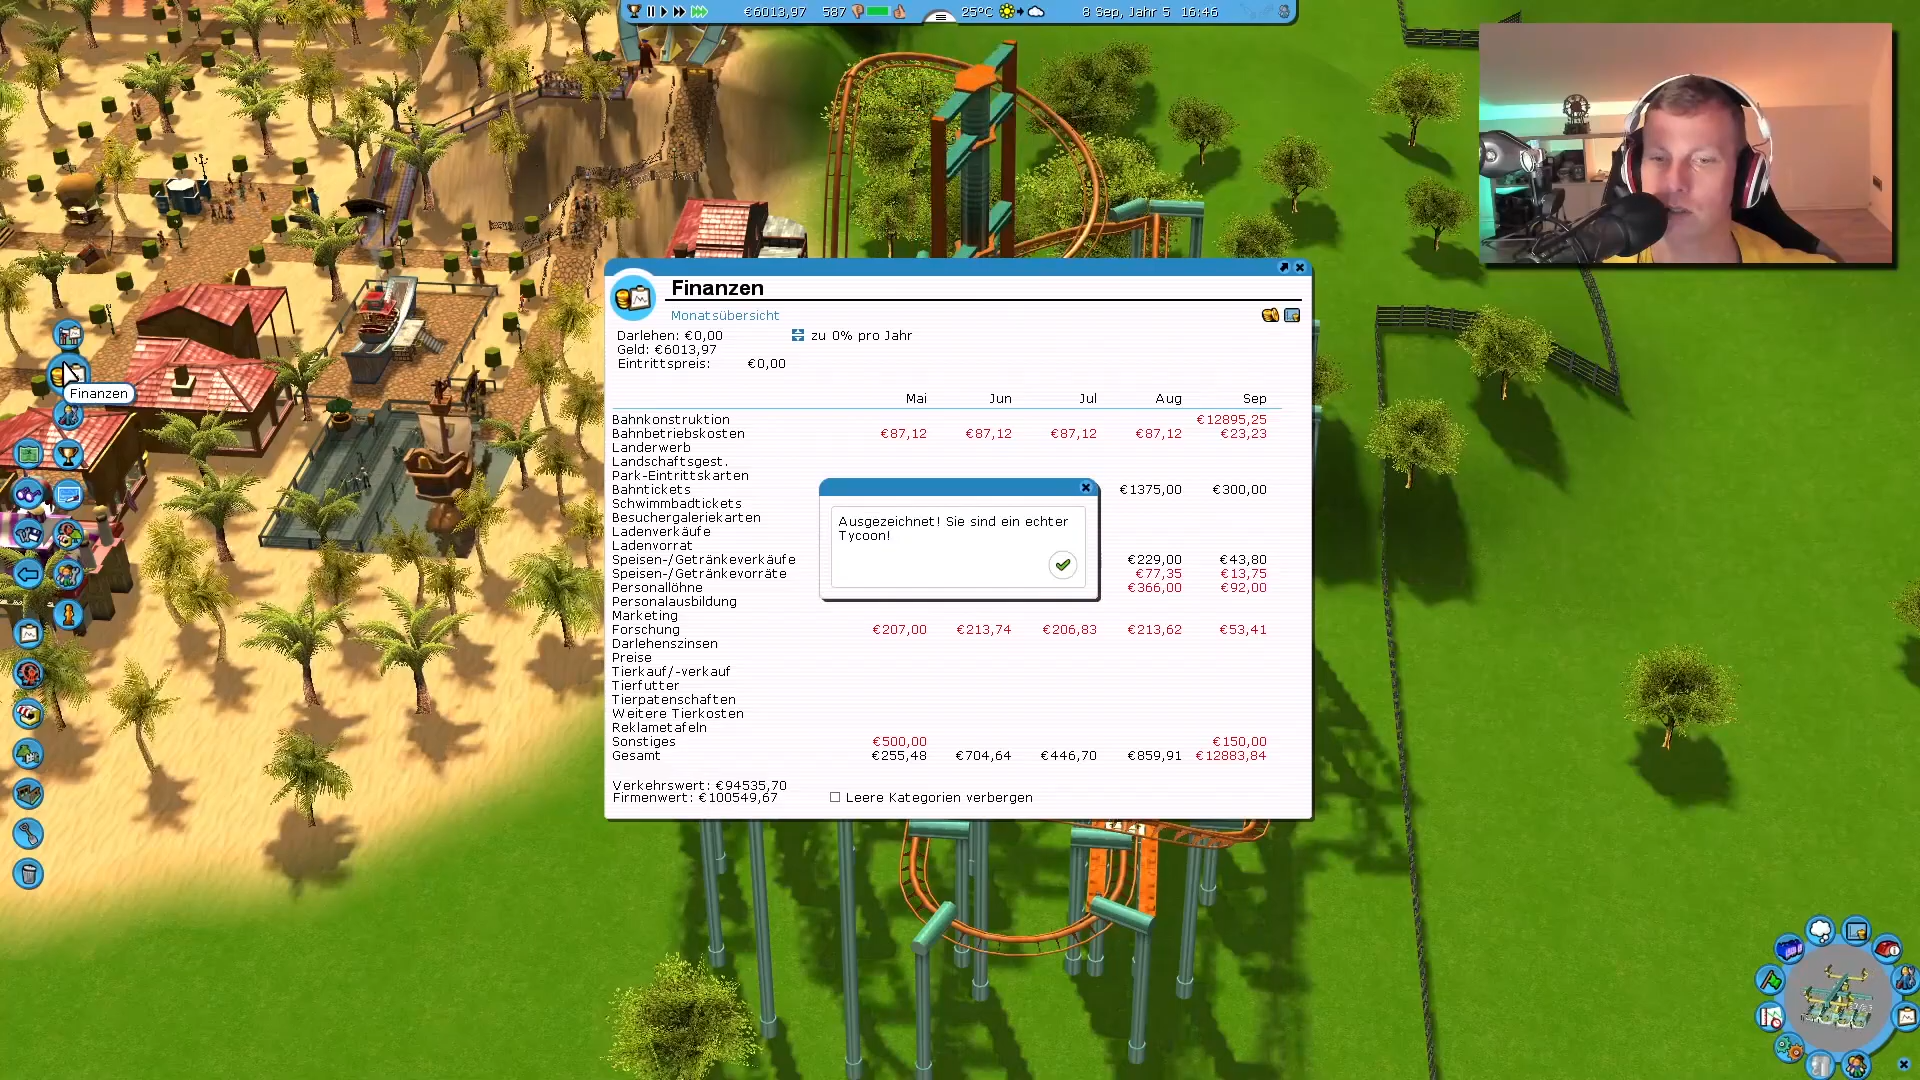 €6013,97 587 25°C 8 Sep, Jahr 5 16:46
Finanzen
Finanzen
Monatsübersicht
Darlehen: €0,00 zu 0% pro Jahr
Geld: €6013,97
Eintrittspreis: €0,00
Mai Jun Jul Aug Sep
Bahnkonstruktion €12895,25
Bahnbetriebskosten €87,12 €87,12 €87,12 €87,12 €23,23
Landerwerb
Landschaftsgest.
Park-Eintrittskarten
Bahntickets €1375,00 €300,00
Schwimmbadtickets
Besuchergaleriekarten
Ladenverkäufe
Ladenvorrat
Speisen-/Getränkeverkäufe €229,00 €43,80
Speisen-/Getränkevorräte €77,35 €13,75
Personallöhne €366,00 €92,00
Personalausbildung
Marketing
Forschung €207,00 €213,74 €206,83 €213,62 €53,41
Darlehenszinsen
Preise
Tierkauf/-verkauf
Tierfutter
Tierpatenschaften
Weitere Tierkosten
Reklametafeln
Sonstiges €500,00 €150,00
Gesamt €255,48 €704,64 €446,70 €859,91 €12883,84
Verkehrswert: €94535,70
Firmenwert: €100549,67
Leere Kategorien verbergen
Ausgezeichnet! Sie sind ein echter
Tycoon!